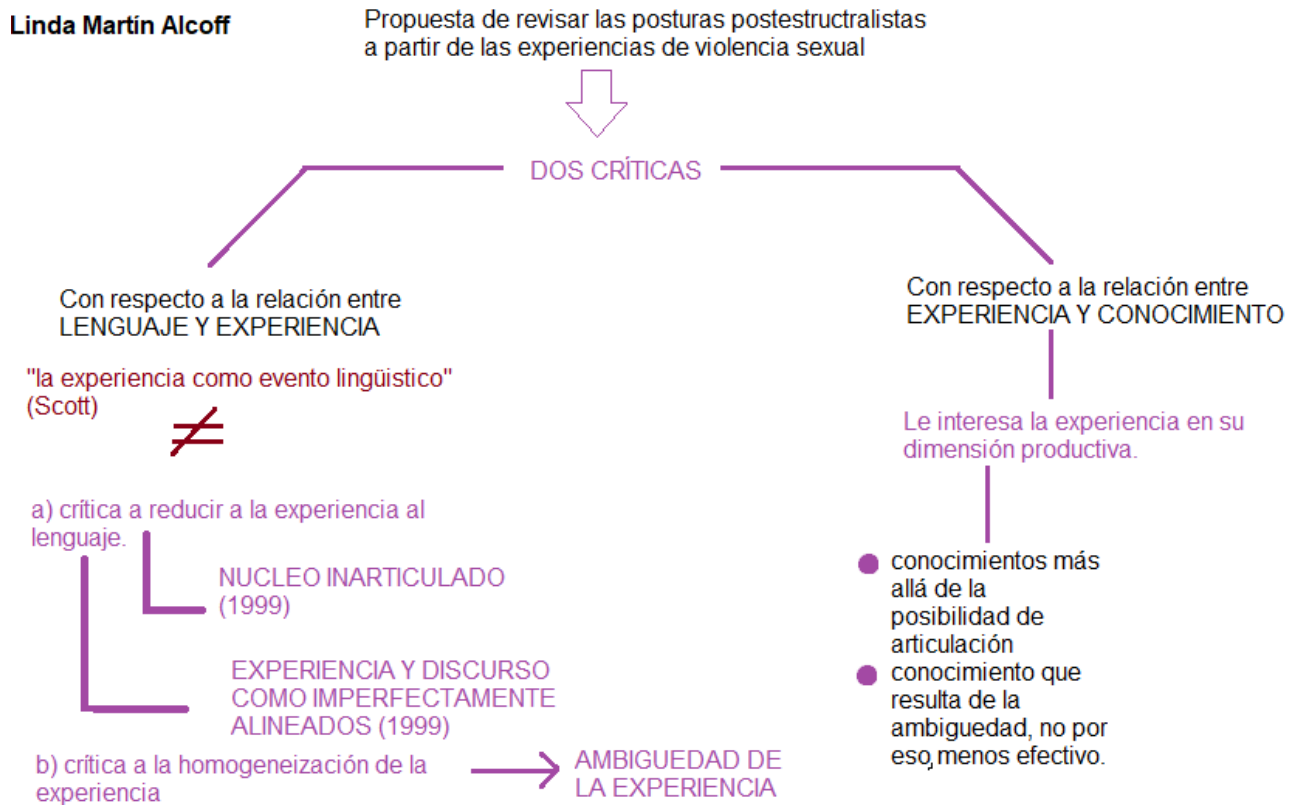 Linda Martín Alcoff
Propuesta de revisar las posturas postestructralistas
a partir de las experiencias de violencia sexual
DOS CRÍTICAS
Con respecto a la relación entre
LENGUAJE Y EXPERIENCIA
"la experiencia como evento lingüistico"
(Scott)
≠
a) crítica a reducir a la experiencia al
lenguaje.
NUCLEO INARTICULADO
(1999)
EXPERIENCIA Y DISCURSO
COMO IMPERFECTAMENTE
ALINEADOS (1999)
b) crítica a la homogeneización de la
experiencia
AMBIGUEDAD DE
LA EXPERIENCIA
Con respecto a la relación entre
EXPERIENCIA Y CONOCIMIENTO
Le interesa la experiencia en su
dimensión productiva.
conocimientos más
allá de la
posibilidad de
articulación
conocimiento que
resulta de la
ambiguedad, no por
eso, menos efectivo.